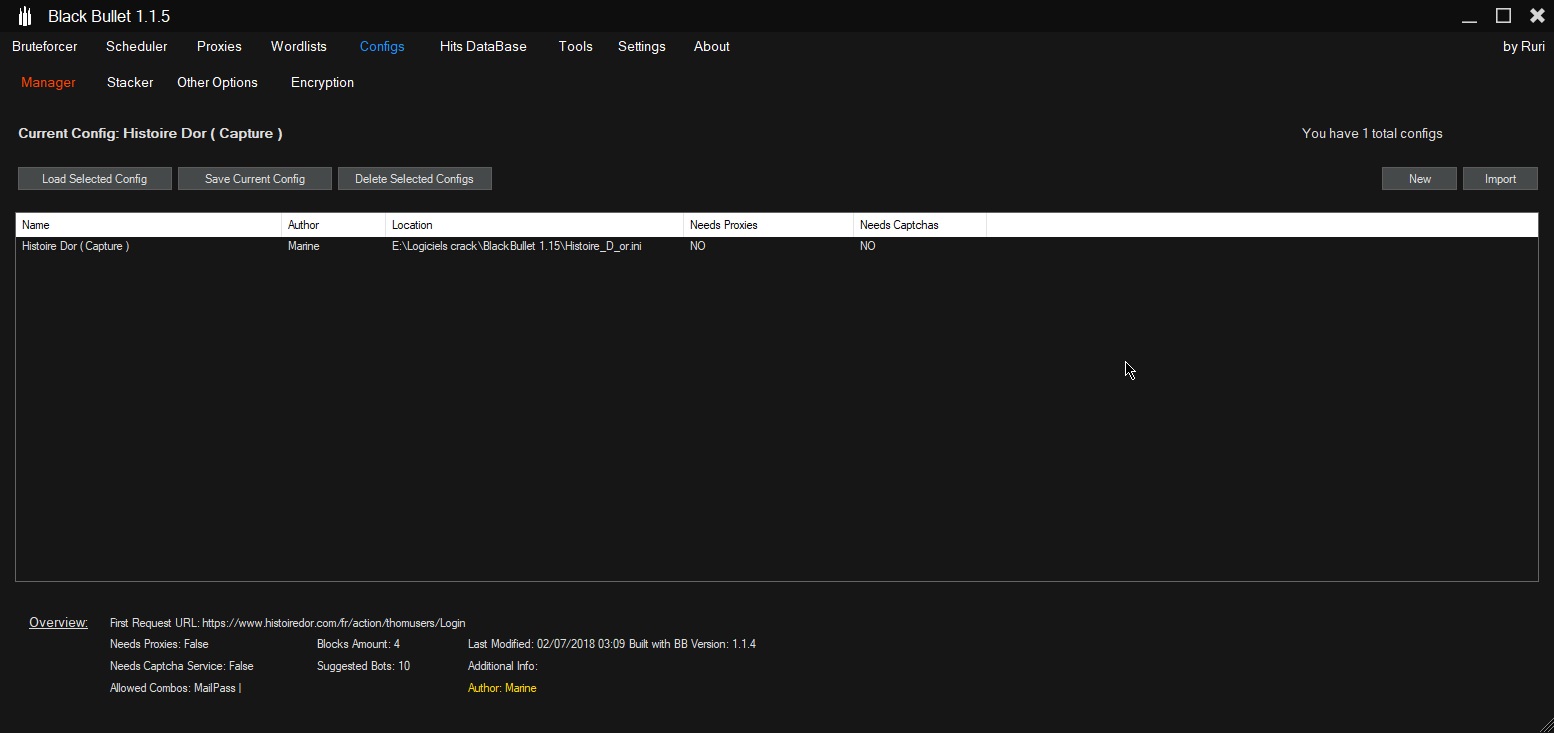 Black Bullet 1.1.5
Bruteforcer Scheduler Proxies Wordlists Configs Hits DataBase Tools Settings About by Ruri
Manager Stacker Other Options Encryption
Current Config: Histoire Dor ( Capture ) You have 1 total configs
Load Selected Config Save Current Config Delete Selected Configs New Import
Name Author Location Needs Proxies Needs Captchas
Histoire Dor ( Capture ) Marine E:\Logiciels crack\BlackBullet 1.15\Histoire_D_or.ini NO NO
Overview: First Request URL: https://www.histoiredor.com/fr/action/thomusers/Login
Needs Proxies: False Blocks Amount: 4 Last Modified: 02/07/2018 03:09 Built with BB Version: 1.1.4
Needs Captcha Service: False Suggested Bots: 10 Additional Info:
Allowed Combos: MailPass | Author: Marine